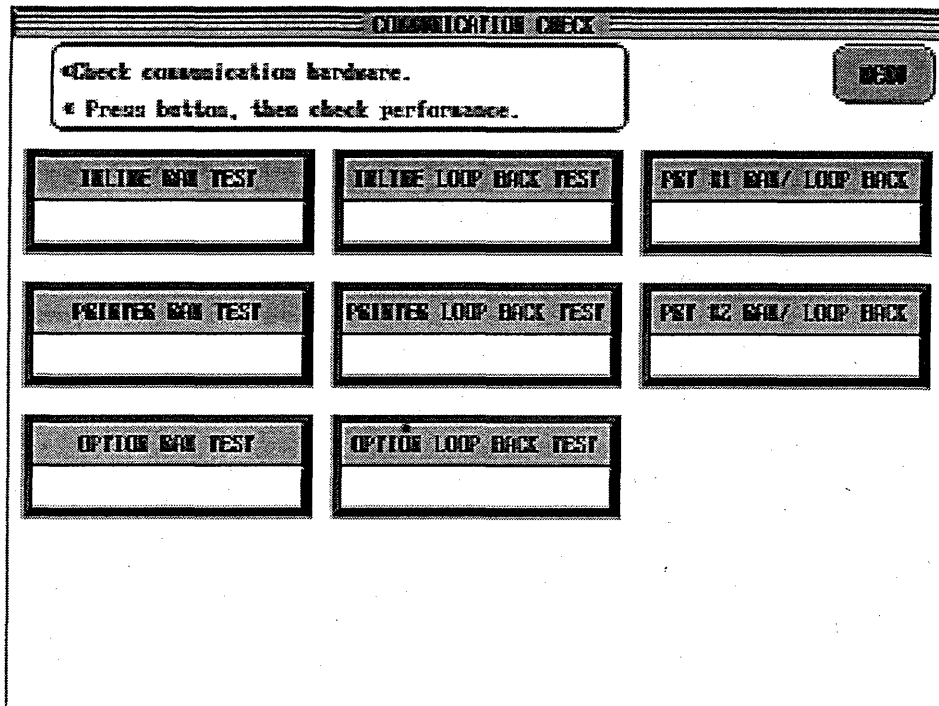 COMMUNICATION CHECK
Check communication hardware.
Press button, then check performance.
MENU
INLINE RAM TEST
INLINE LOOP BACK TEST
PRT #1 RAM/ LOOP BACK
PRINTER RAM TEST
PRINTER LOOP BACK TEST
PRT #2 RAM/ LOOP BACK
OPTION RAM TEST
OPTION LOOP BACK TEST